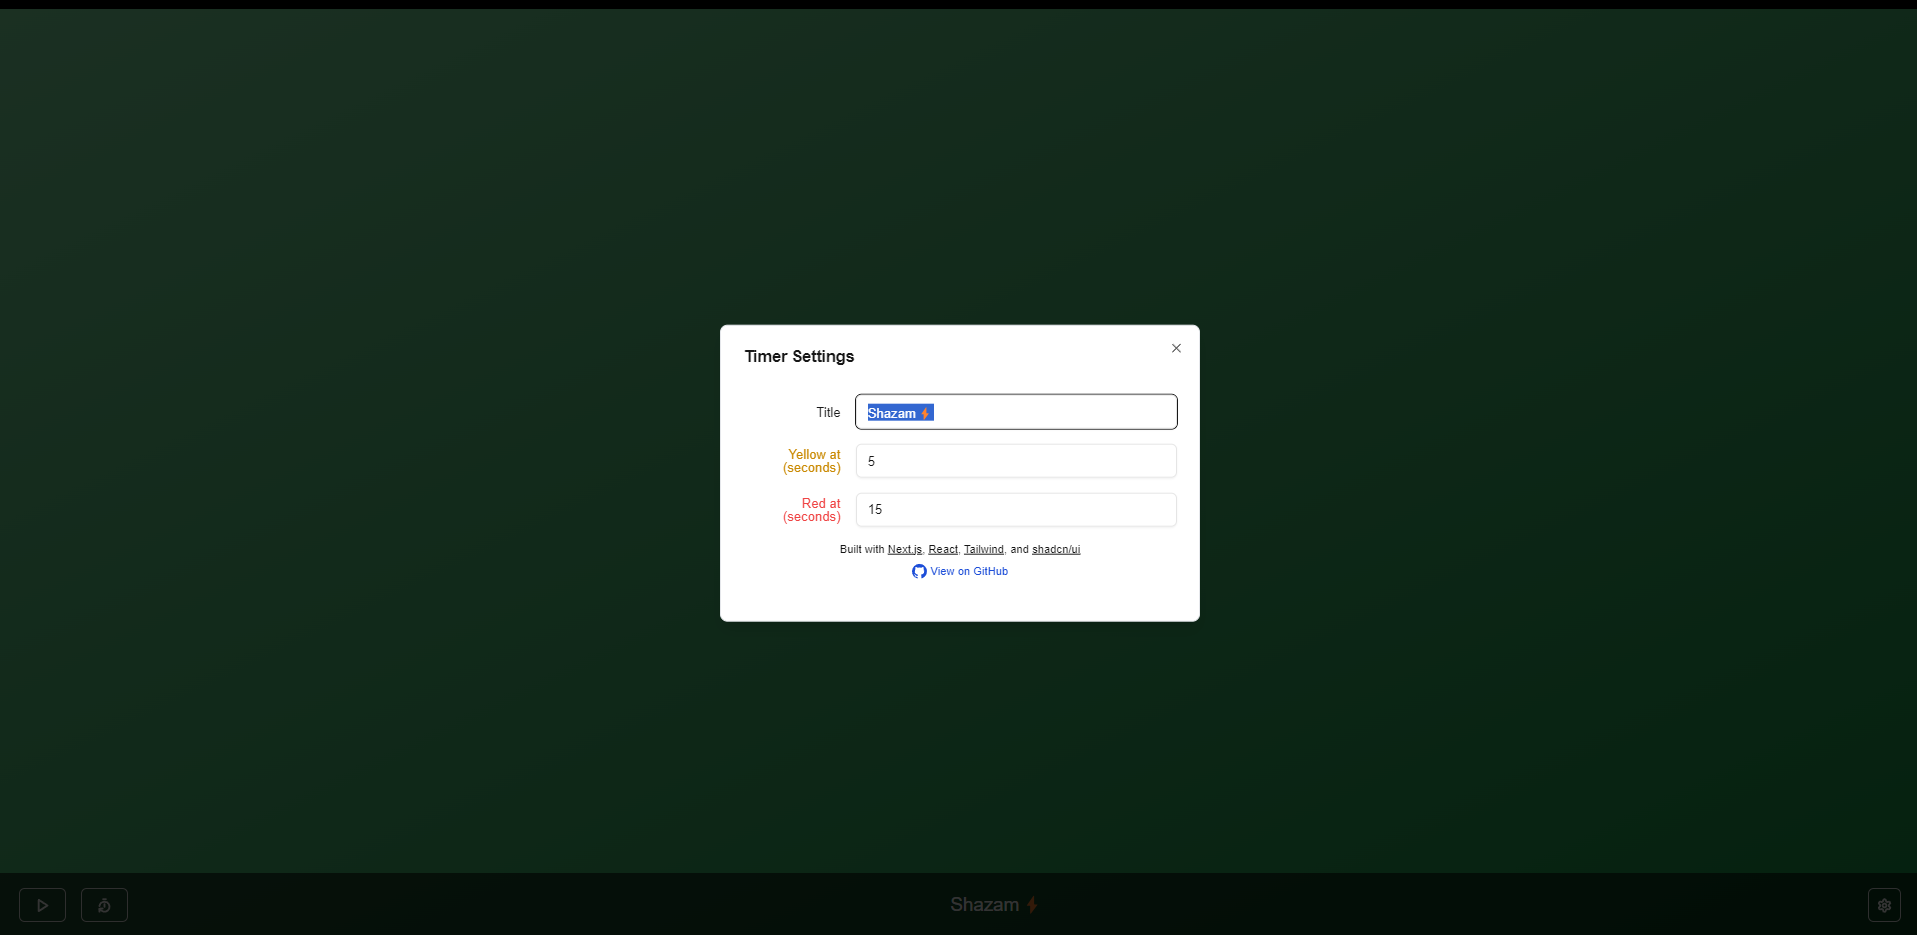 Timer Settings
Title
Shazam ⚡
Yellow at
(seconds)
5
Red at
(seconds)
15
Built with Next.js, React, Tailwind, and shadcn/ui
View on GitHub
Shazam ⚡